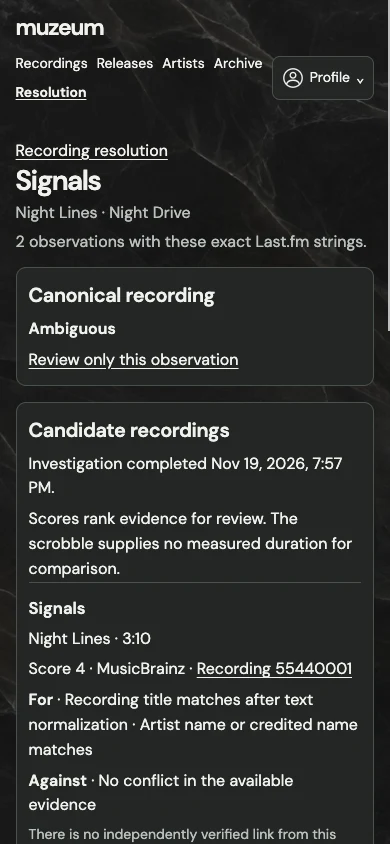 muzeum
Recordings Releases Artists Archive
Profile
Resolution
Recording resolution
Signals
Night Lines · Night Drive
2 observations with these exact Last.fm strings.
Canonical recording
Ambiguous
Review only this observation
Candidate recordings
Investigation completed Nov 19, 2026, 7:57
PM.
Scores rank evidence for review. The
scrobble supplies no measured duration for
comparison.
Signals
Night Lines · 3:10
Score 4 · MusicBrainz · Recording 55440001
For · Recording title matches after text
normalization · Artist name or credited name
matches
Against · No conflict in the available
evidence
There is no independently verified link from this